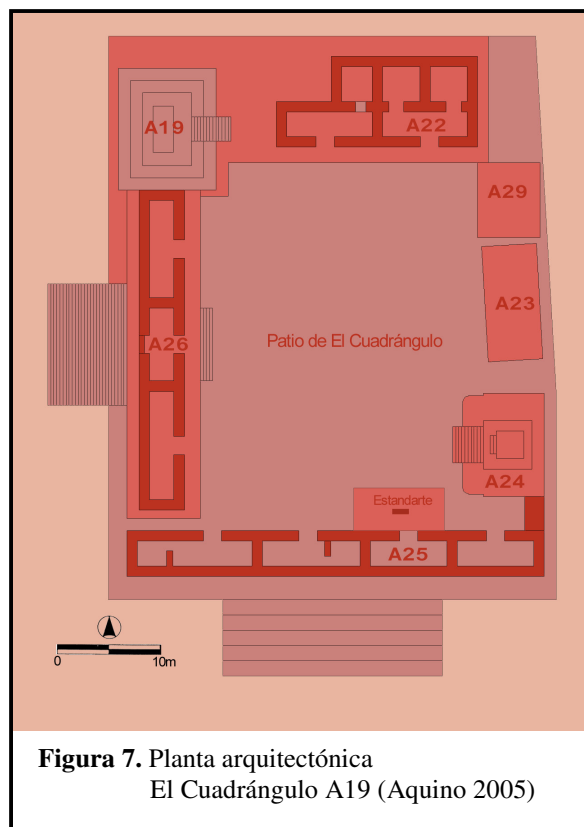 A19
A22
A29
A23
A26
Patio de El Cuadrángulo
A24
Estandarte
A25
0 10m
Figura 7. Planta arquitectónica
El Cuadrángulo A19 (Aquino 2005)